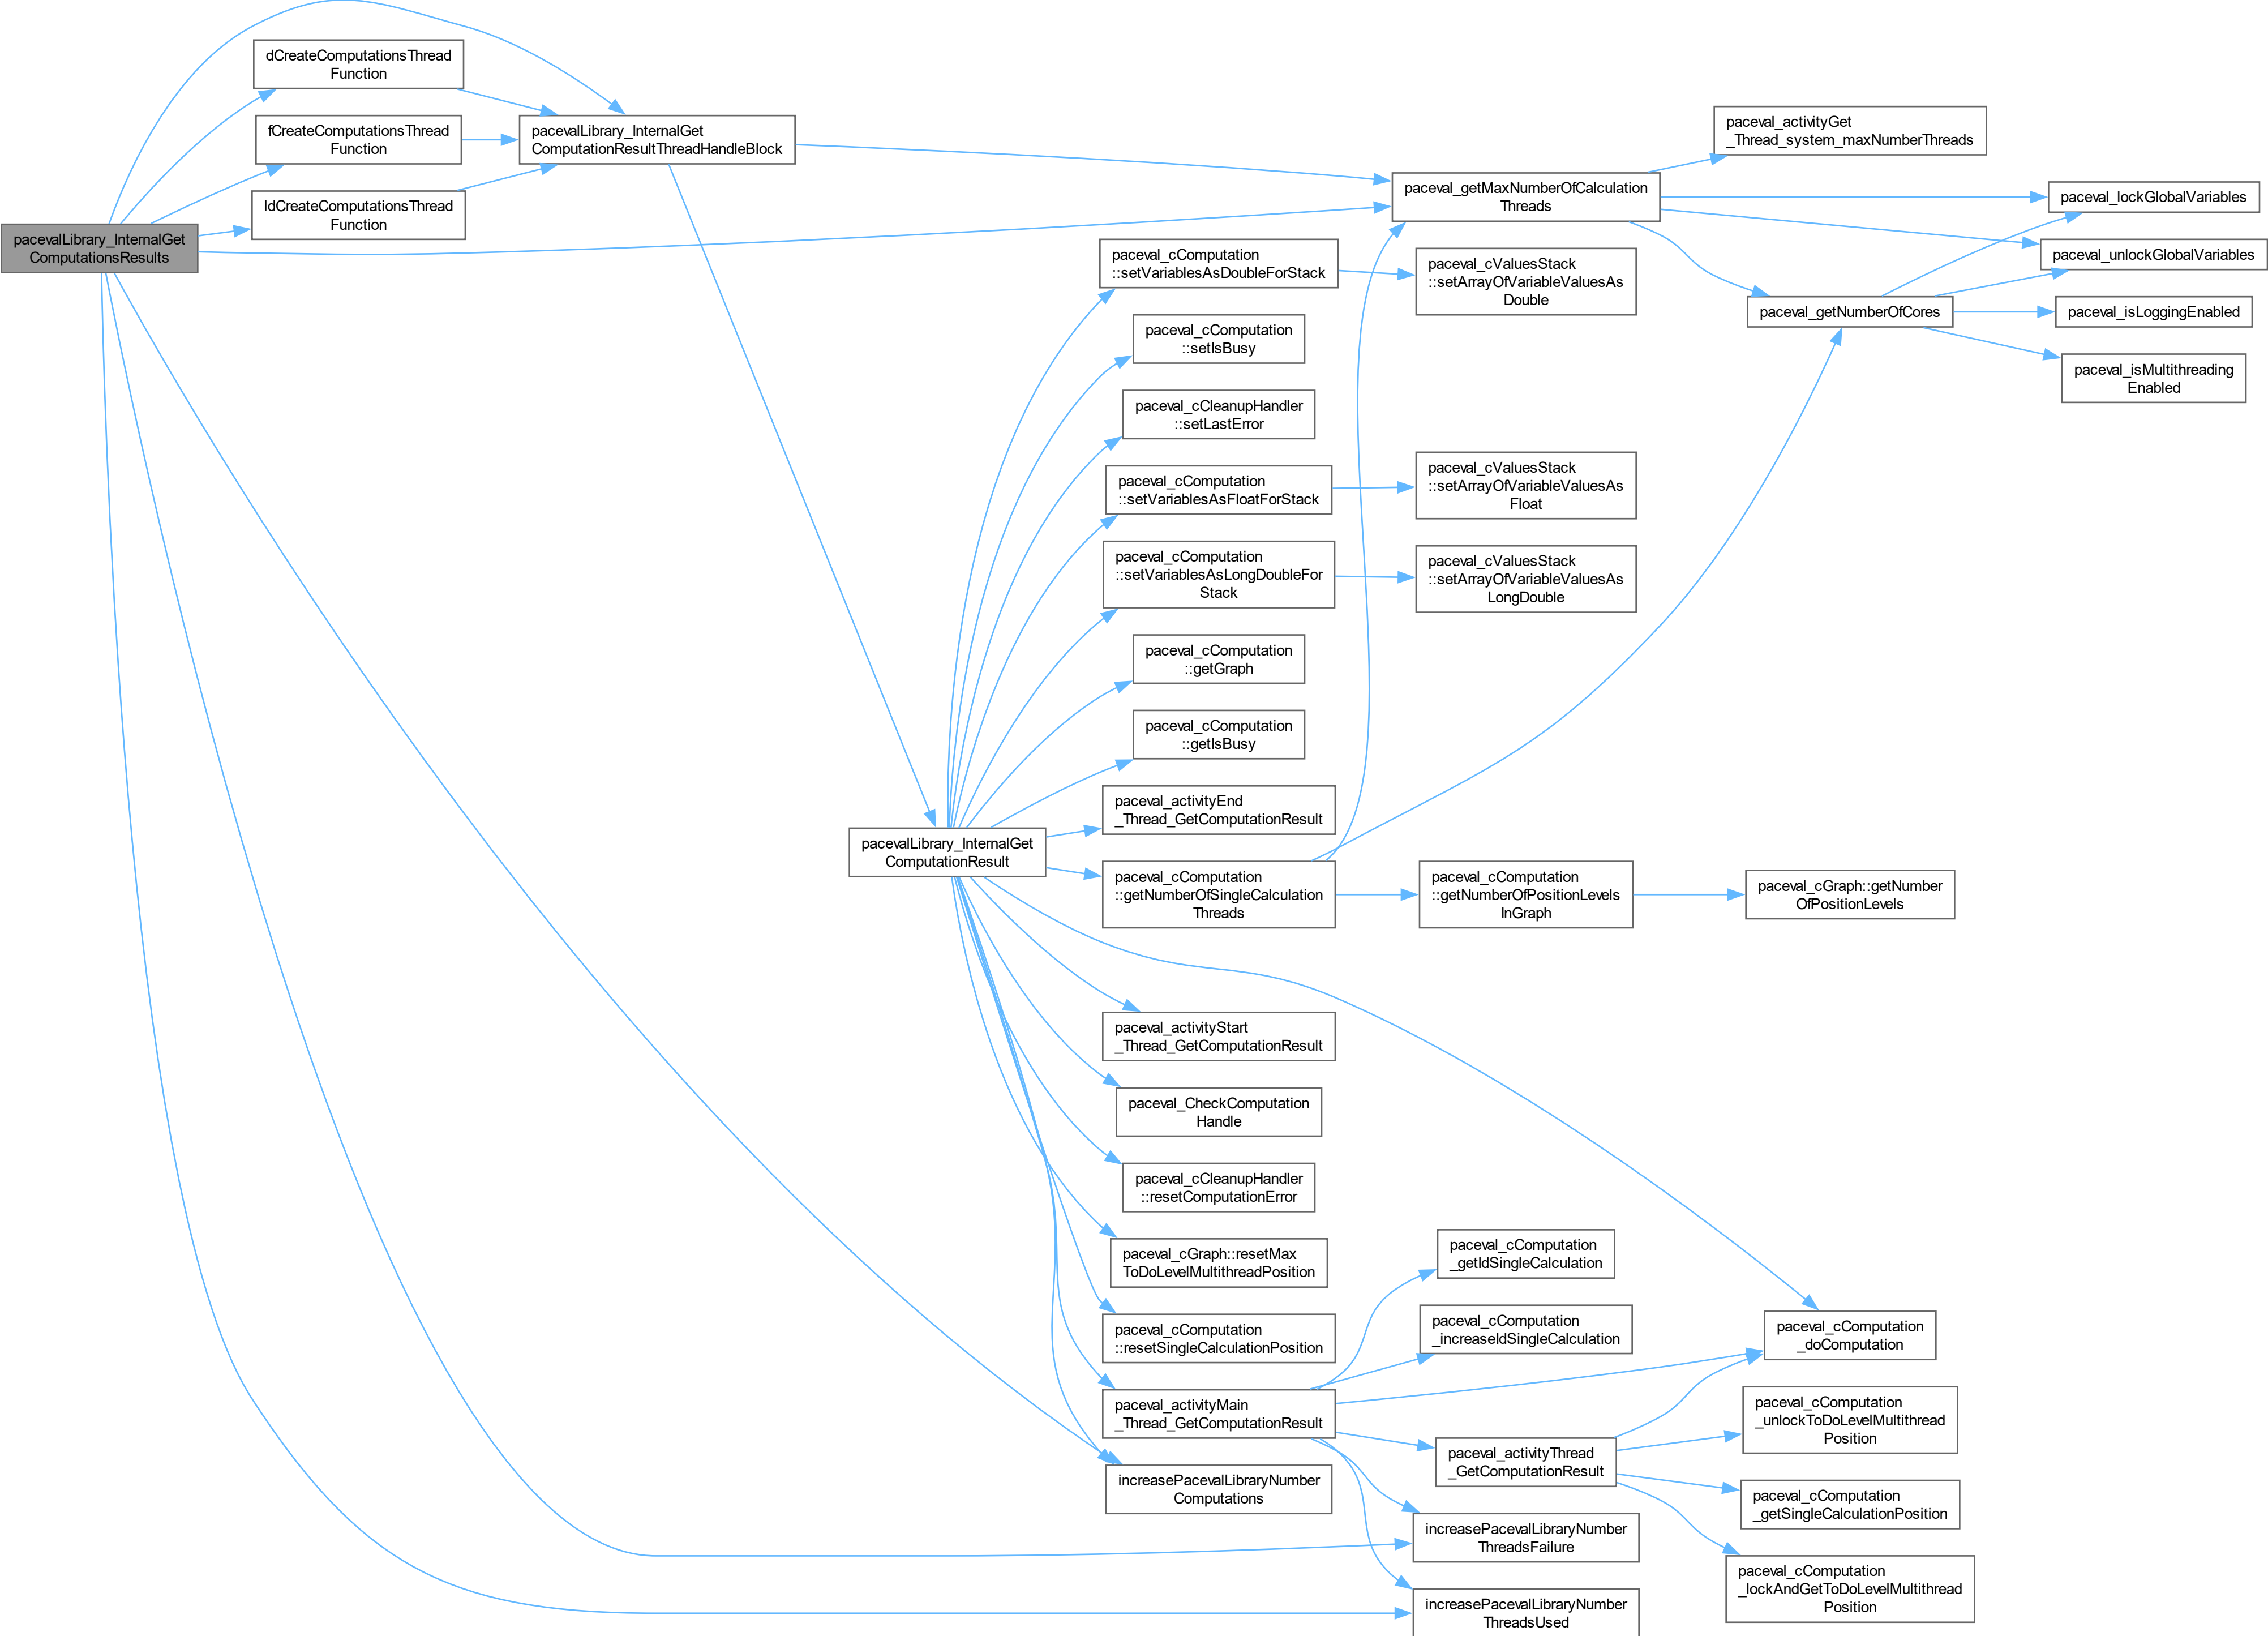 pacevalLibrary_InternalGet
ComputationsResults
dCreateComputationsThread
Function
fCreateComputationsThread
Function
ldCreateComputationsThread
Function
pacevalLibrary_InternalGet
ComputationResultThreadHandleBlock
pacevalLibrary_InternalGet
ComputationResult
paceval_cComputation
::setVariablesAsDoubleForStack
paceval_cComputation
::setIsBusy
paceval_cCleanupHandler
::setLastError
paceval_cComputation
::setVariablesAsFloatForStack
paceval_cComputation
::setVariablesAsLongDoubleFor
Stack
paceval_cComputation
::getGraph
paceval_cComputation
::getIsBusy
paceval_activityEnd
_Thread_GetComputationResult
paceval_cComputation
::getNumberOfSingleCalculation
Threads
paceval_activityStart
_Thread_GetComputationResult
paceval_CheckComputation
Handle
paceval_cCleanupHandler
::resetComputationError
paceval_cGraph::resetMax
ToDoLevelMultithreadPosition
paceval_cComputation
::resetSingleCalculationPosition
paceval_activityMain
_Thread_GetComputationResult
increasePacevalLibraryNumber
Computations
paceval_getMaxNumberOfCalculation
Threads
paceval_cValuesStack
::setArrayOfVariableValuesAs
Double
paceval_cValuesStack
::setArrayOfVariableValuesAs
Float
paceval_cValuesStack
::setArrayOfVariableValuesAs
LongDouble
paceval_cComputation
::getNumberOfPositionLevels
InGraph
paceval_cComputation
_getIdSingleCalculation
paceval_cComputation
_increaseIdSingleCalculation
paceval_activityThread
_GetComputationResult
increasePacevalLibraryNumber
ThreadsFailure
increasePacevalLibraryNumber
ThreadsUsed
paceval_activityGet
_Thread_system_maxNumberThreads
paceval_getNumberOfCores
paceval_cGraph::getNumber
OfPositionLevels
paceval_cComputation
_doComputation
paceval_cComputation
_unlockToDoLevelMultithread
Position
paceval_cComputation
_getSingleCalculationPosition
paceval_cComputation
_lockAndGetToDoLevelMultithread
Position
paceval_lockGlobalVariables
paceval_unlockGlobalVariables
paceval_isLoggingEnabled
paceval_isMultithreading
Enabled